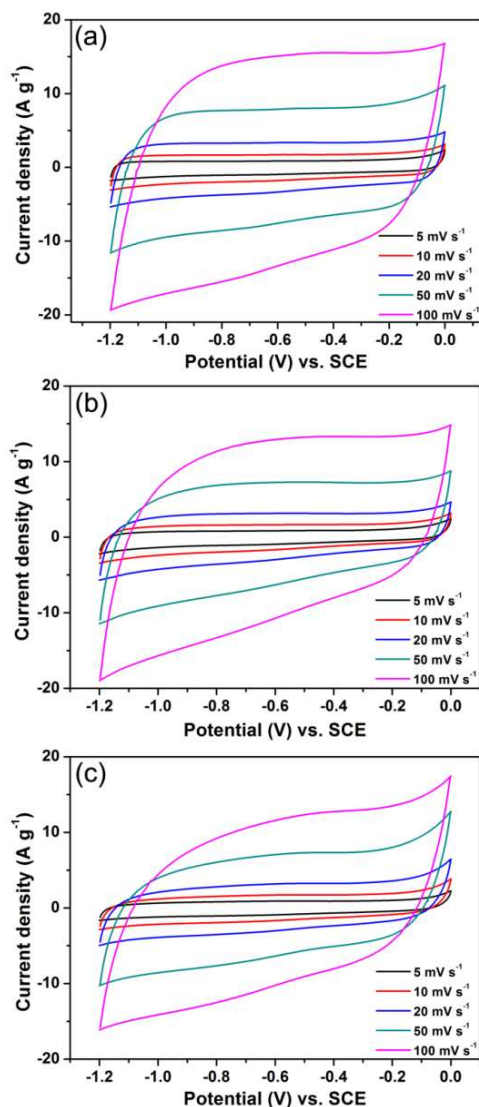 (a)
20
10
0
-10
-20
Current density (A g⁻¹)
5 mV s⁻¹
10 mV s⁻¹
20 mV s⁻¹
50 mV s⁻¹
100 mV s⁻¹
-1.2 -1.0 -0.8 -0.6 -0.4 -0.2 0.0
Potential (V) vs. SCE
(b)
20
10
0
-10
-20
Current density (A g⁻¹)
5 mV s⁻¹
10 mV s⁻¹
20 mV s⁻¹
50 mV s⁻¹
100 mV s⁻¹
-1.2 -1.0 -0.8 -0.6 -0.4 -0.2 0.0
Potential (V) vs. SCE
(c)
20
10
0
-10
-20
Current density (A g⁻¹)
5 mV s⁻¹
10 mV s⁻¹
20 mV s⁻¹
50 mV s⁻¹
100 mV s⁻¹
-1.2 -1.0 -0.8 -0.6 -0.4 -0.2 0.0
Potential (V) vs. SCE